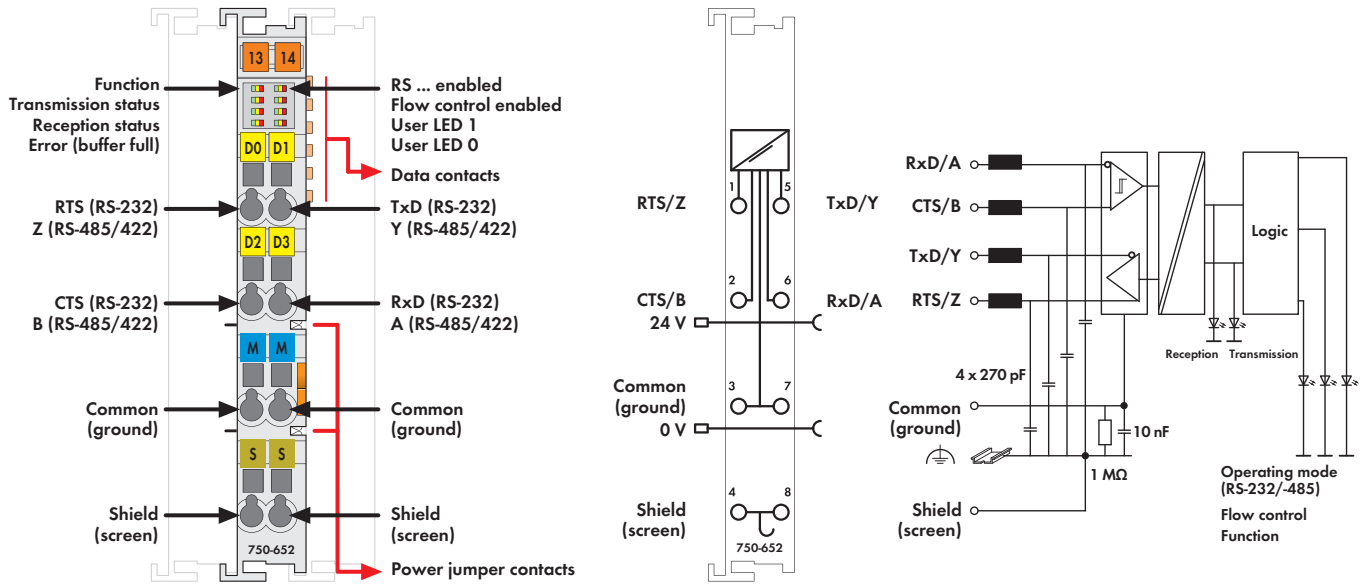 13 14
Function
Transmission status
Reception status
Error (buffer full)
RS ... enabled
Flow control enabled
User LED 1
User LED 0
D0 D1
Data contacts
RTS (RS-232)
Z (RS-485/422)
TxD (RS-232)
Y (RS-485/422)
D2 D3
CTS (RS-232)
B (RS-485/422)
RxD (RS-232)
A (RS-485/422)
M M
Common
(ground)
Common
(ground)
S S
Shield
(screen)
Shield
(screen)
750-652
Power jumper contacts
1 5
RTS/Z
TxD/Y
2 6
CTS/B
RxD/A
24 V
3 7
Common
(ground)
0 V
4 8
Shield
(screen)
750-652
RxD/A
CTS/B
TxD/Y
RTS/Z
Logic
Reception Transmission
4 x 270 pF
Common
(ground)
10 nF
1 MΩ
Shield
(screen)
Operating mode
(RS-232/-485)
Flow control
Function